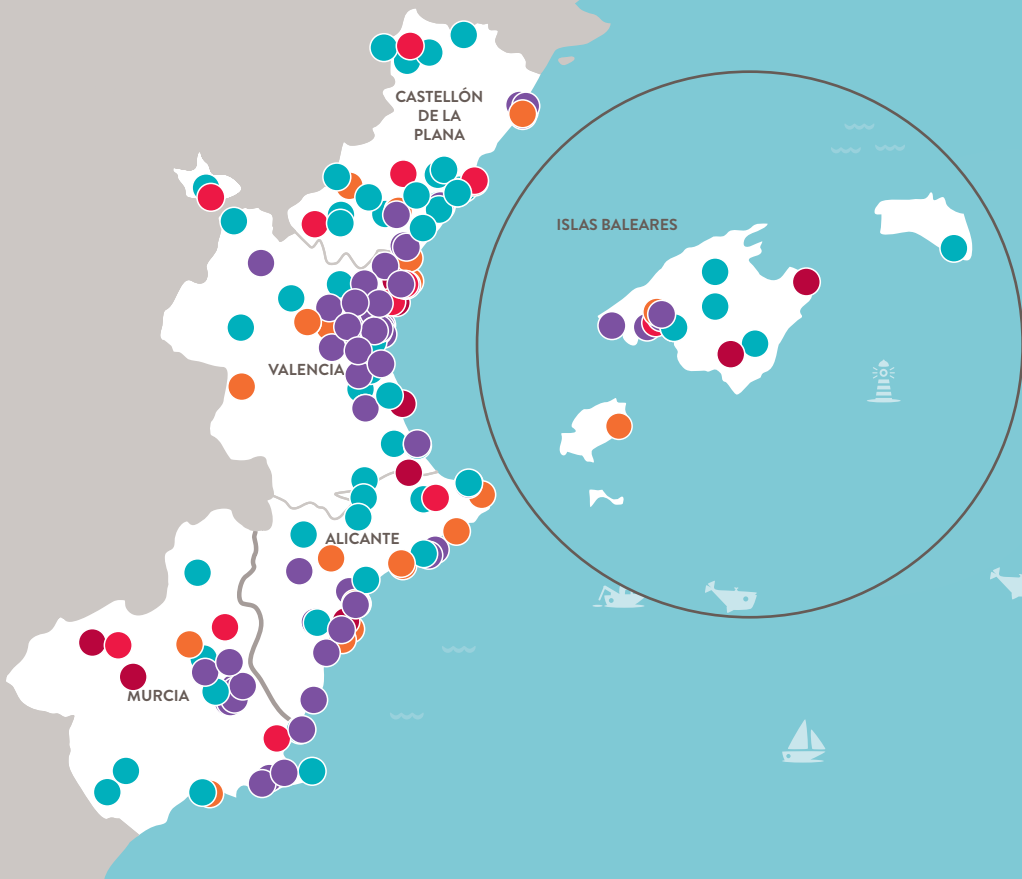 CASTELLÓN
DE LA
PLANA
ISLAS BALEARES
VALENCIA
ALICANTE
MURCIA